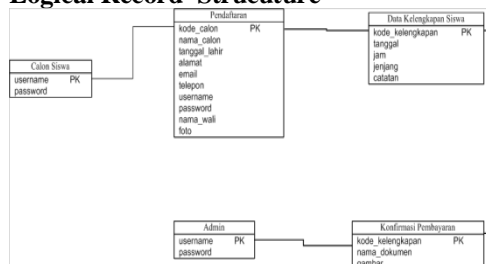 Logical Record Strucuture
Pendaftaran
kode_calon PK
nama_calon
tanggal_lahir
alamat
email
telepon
username
password
nama_wali
foto
Data Kelengkapan Siswa
kode_kelengkapan PK
tanggal
jam
jenjang
catatan
Calon Siswa
username PK
password
Admin
username PK
password
Konfirmasi Pembayaran
kode_kelengkapan PK
nama_dokumen
gambar